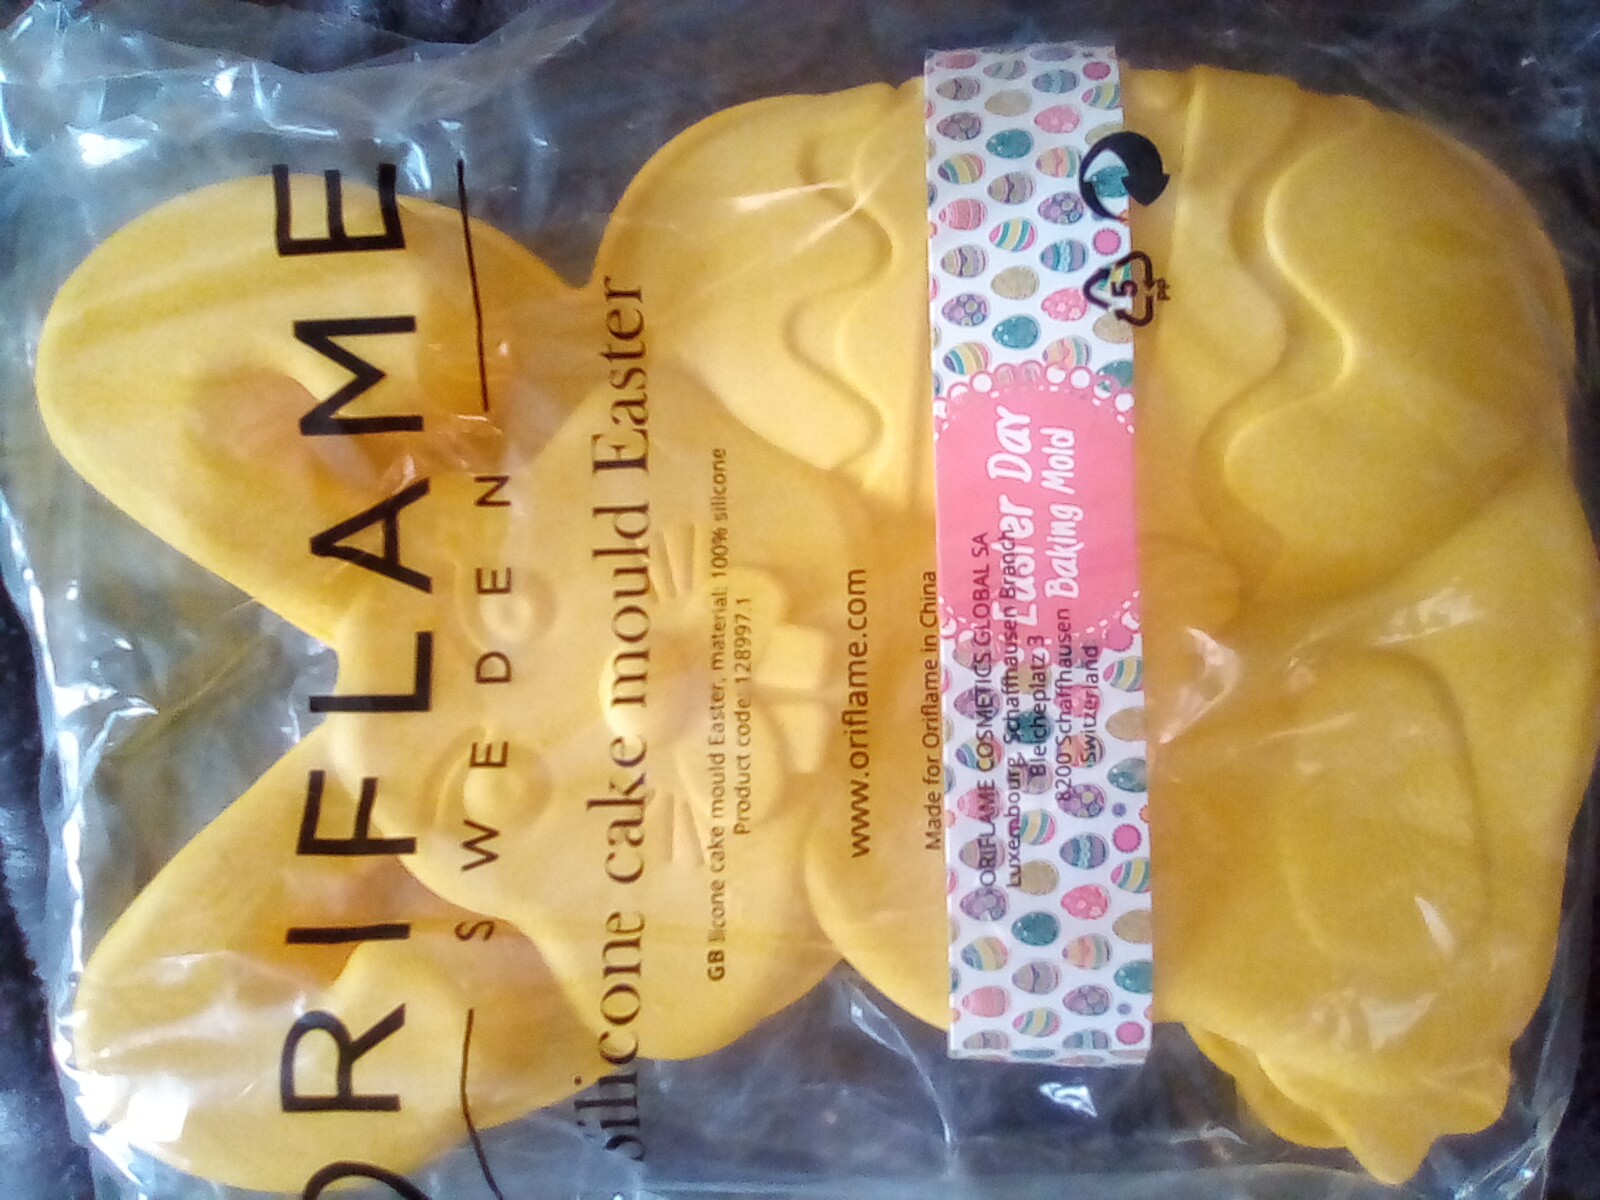 ORIFLAME
SWEDEN
Silicone cake mould Easter
GB Silicone cake mould Easter, material: 100% silicone
Product code: 128997.1
www.oriflame.com
Made for Oriflame in China
ORIFLAME COSMETICS GLOBAL SA
Luxembourg, Schaffhausen Branch
Bleicheplatz 3
8200 Schaffhausen
Switzerland
Easter Day
Baking Mold
5
PP